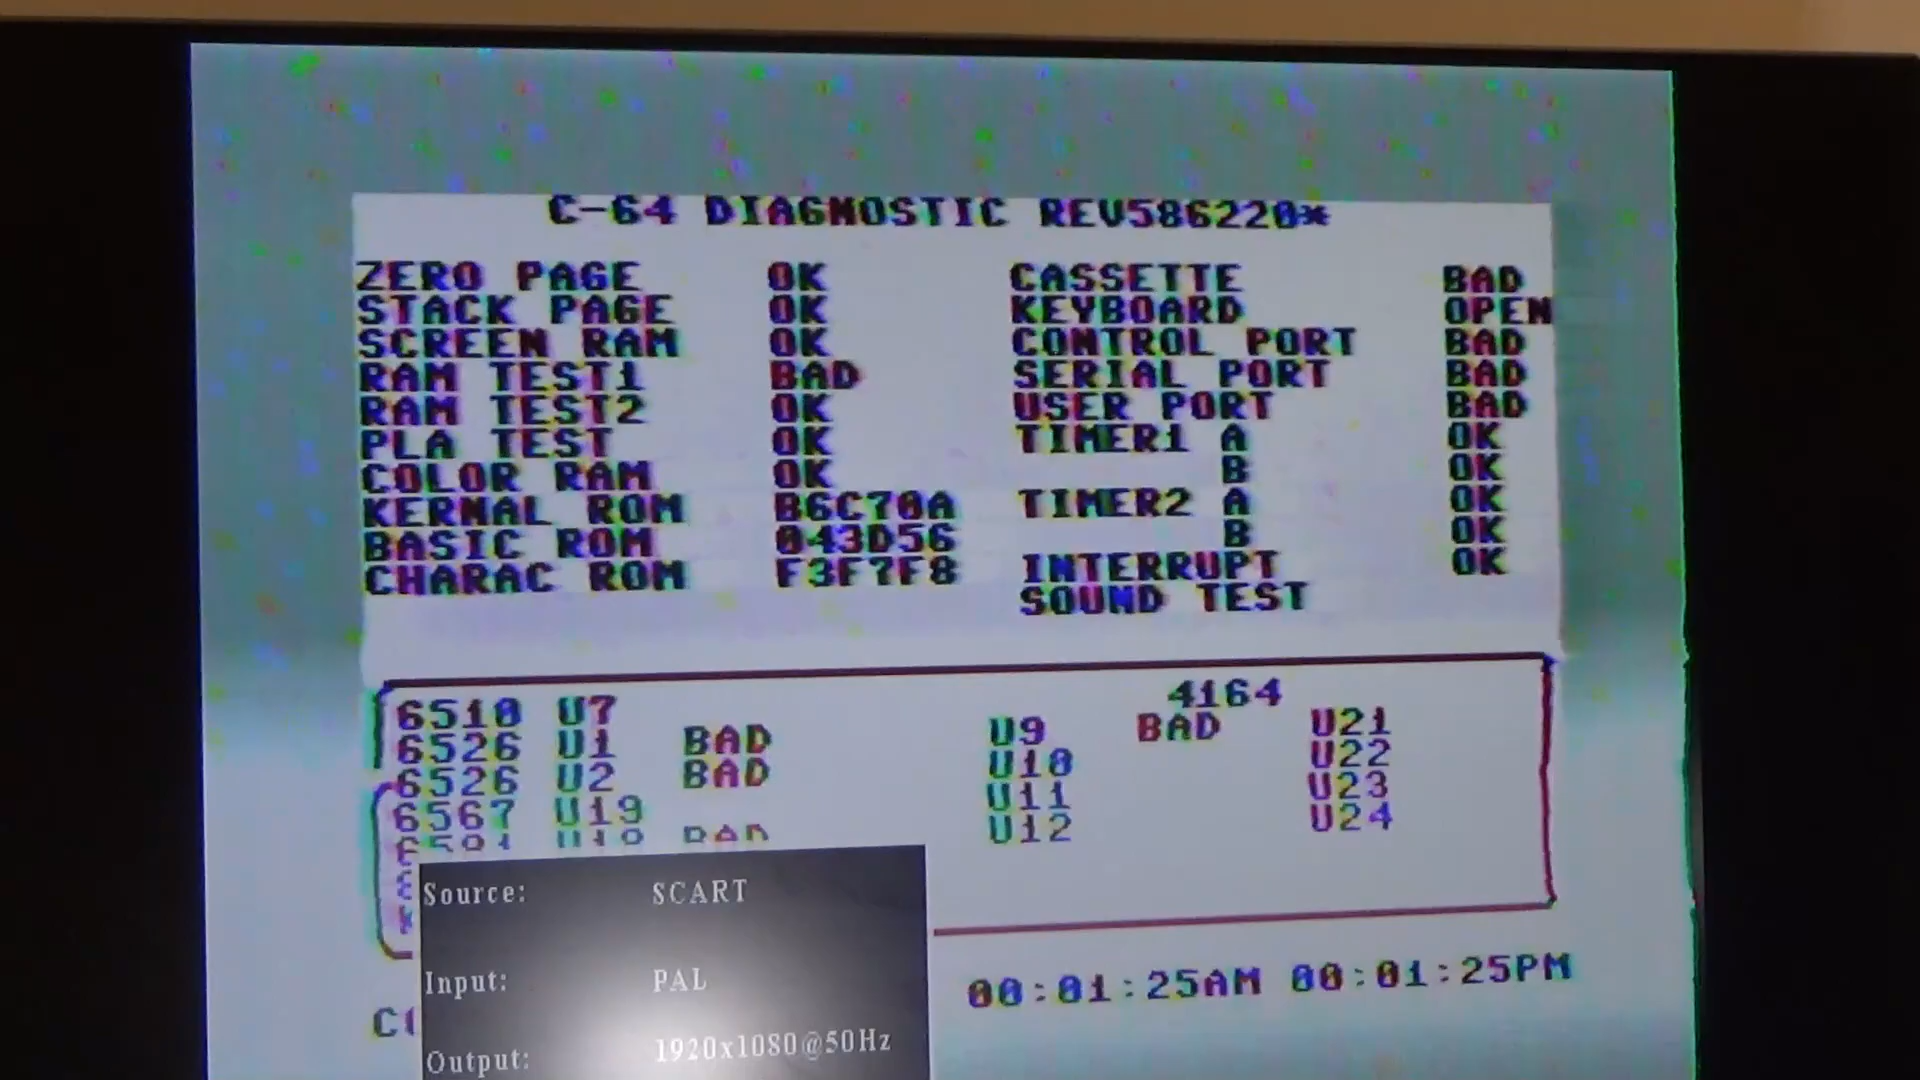 C-64 DIAGNOSTIC REV586220*
ZERO PAGE OK CASSETTE BAD
STACK PAGE OK KEYBOARD OPEN
SCREEN RAM OK CONTROL PORT BAD
RAM TEST1 BAD SERIAL PORT BAD
RAM TEST2 OK USER PORT BAD
PLA TEST OK TIMER1 A OK
COLOR RAM OK B OK
KERNAL ROM B6C70A TIMER2 A OK
BASIC ROM 043D56 B OK
CHARAC ROM F3F7F8 INTERRUPT OK
SOUND TEST
4164
6510 U7
6526 U1 BAD U9 BAD U21
6526 U2 BAD U10 U22
6567 U19 U11 U23
U12 U24
Source: SCART
Input: PAL
00:01:25AM 00:01:25PM
Output: 1920x1080@50Hz